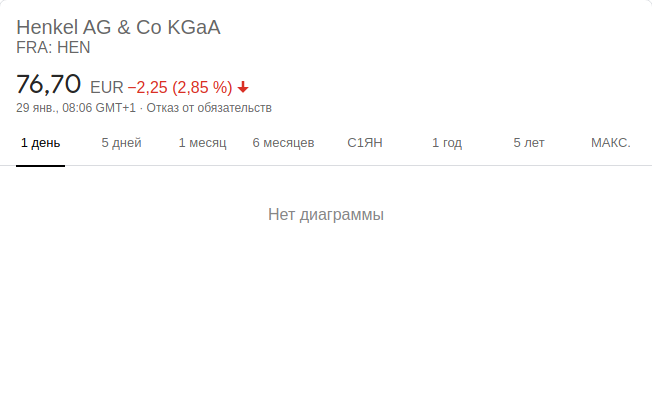 Henkel AG & Co KGaA
FRA: HEN
76,70 EUR −2,25 (2,85 %)
29 янв., 08:06 GMT+1 · Отказ от обязательств
1 день 5 дней 1 месяц 6 месяцев С1ЯН 1 год 5 лет МАКС.
Нет диаграммы